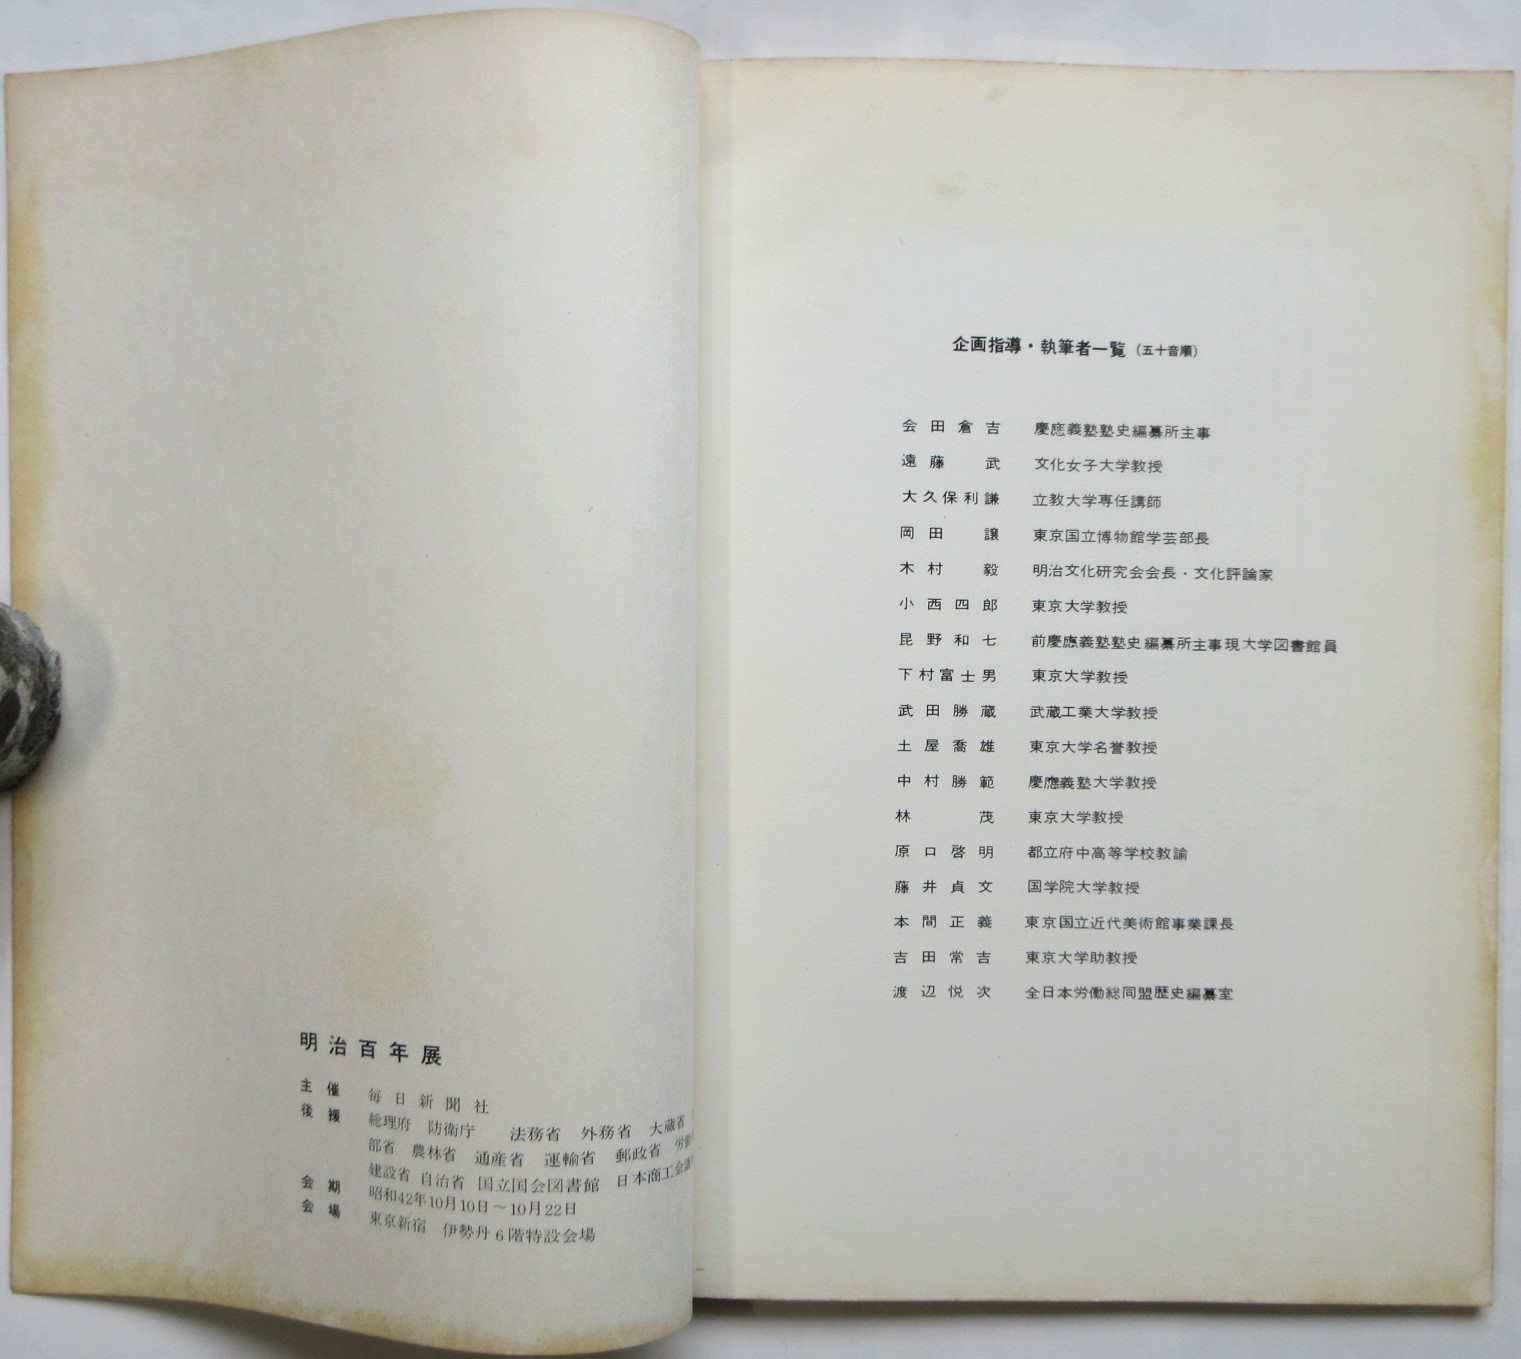 明治百年展
主催 毎日新聞社
後援 総理府 防衛庁 法務省 外務省 大蔵省
部省 農林省 通産省 運輸省 郵政省 労働
建設省 自治省 国立国会図書館 日本商工会議
会期 昭和42年10月10日～10月22日
会場 東京新宿 伊勢丹6階特設会場
企画指導・執筆者一覧（五十音順）
会田倉吉 慶應義塾塾史編纂所主事
遠藤武 文化女子大学教授
大久保利謙 立教大学専任講師
岡田譲 東京国立博物館学芸部長
木村毅 明治文化研究会会長・文化評論家
小西四郎 東京大学教授
昆野和七 前慶應義塾塾史編纂所主事現大学図書館員
下村富士男 東京大学教授
武田勝蔵 武蔵工業大学教授
土屋喬雄 東京大学名誉教授
中村勝範 慶應義塾大学教授
林茂 東京大学教授
原口啓明 都立府中高等学校教諭
藤井貞文 国学院大学教授
本間正義 東京国立近代美術館事業課長
吉田常吉 東京大学助教授
渡辺悦次 全日本労働総同盟歴史編纂室